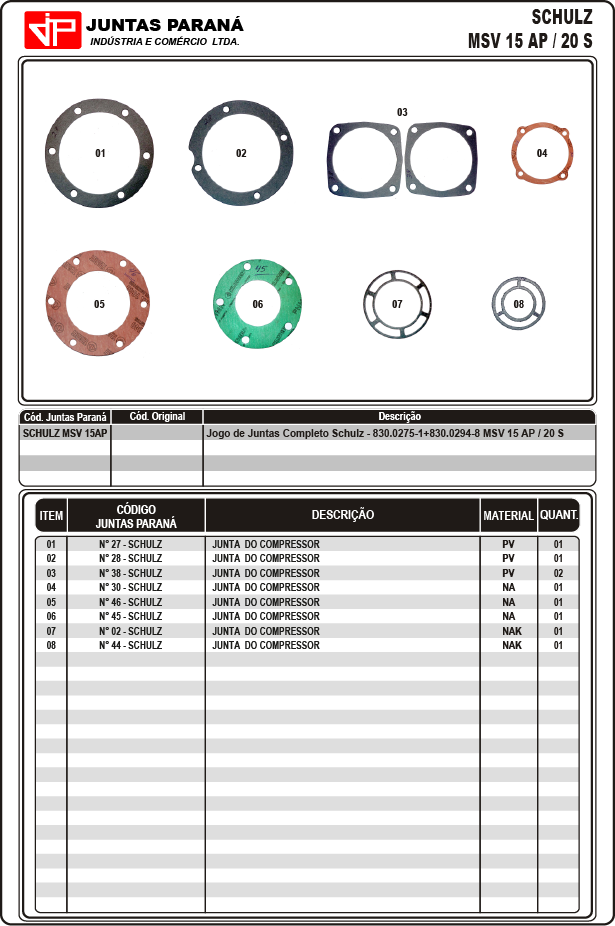 JP JUNTAS PARANÁ
INDÚSTRIA E COMÉRCIO LTDA.
SCHULZ
MSV 15 AP / 20 S
03
01 02 04
45
05 06 07 08
Cód. Juntas Paraná Cód. Original Descrição
SCHULZ MSV 15AP Jogo de Juntas Completo Schulz - 830.0275-1+830.0294-8 MSV 15 AP / 20 S
ITEM CÓDIGO JUNTAS PARANÁ DESCRIÇÃO MATERIAL QUANT.
01 N° 27 - SCHULZ JUNTA DO COMPRESSOR PV 01
02 N° 28 - SCHULZ JUNTA DO COMPRESSOR PV 01
03 N° 38 - SCHULZ JUNTA DO COMPRESSOR PV 02
04 N° 30 - SCHULZ JUNTA DO COMPRESSOR NA 01
05 N° 46 - SCHULZ JUNTA DO COMPRESSOR NA 01
06 N° 45 - SCHULZ JUNTA DO COMPRESSOR NA 01
07 N° 02 - SCHULZ JUNTA DO COMPRESSOR NAK 01
08 N° 44 - SCHULZ JUNTA DO COMPRESSOR NAK 01